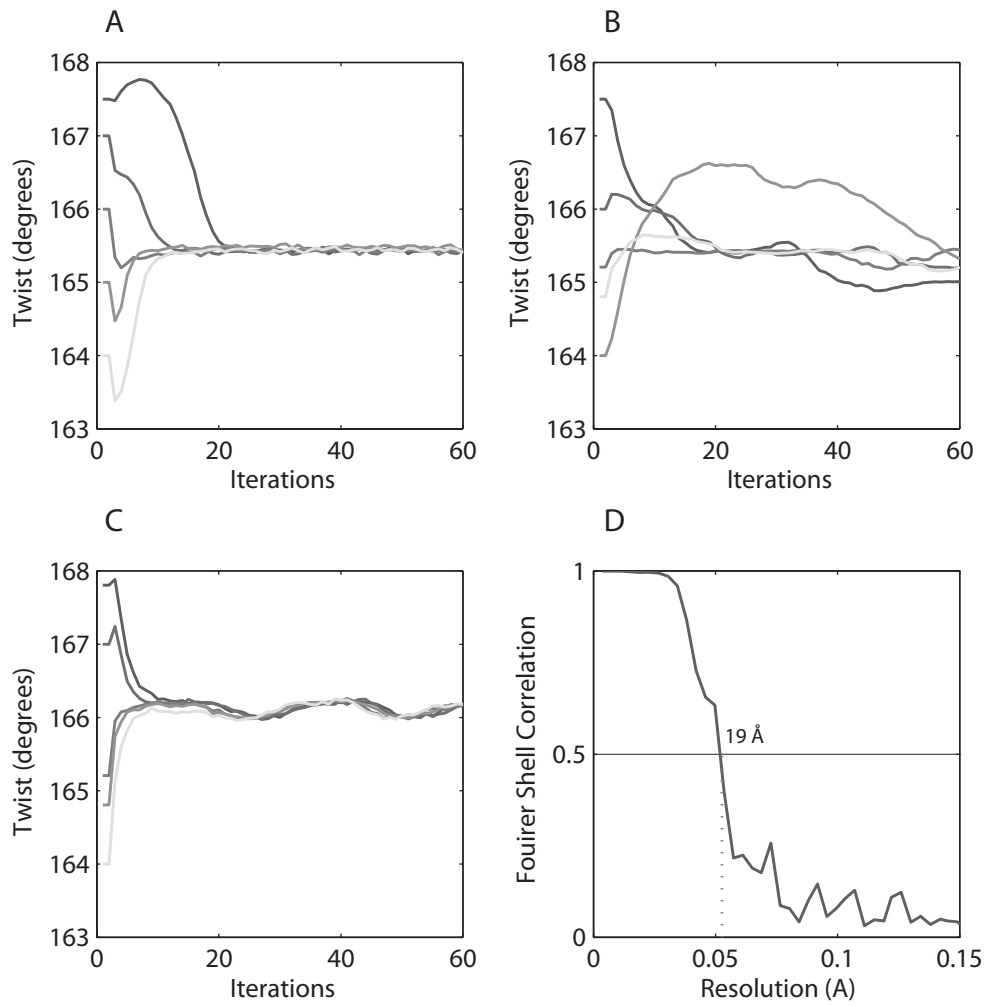 A
168
167
166
165
164
163
0
20
40
60
Twist (degrees)
Iterations
B
168
167
166
165
164
163
0
20
40
60
Twist (degrees)
Iterations
C
168
167
166
165
164
163
0
20
40
60
Twist (degrees)
Iterations
D
1
0.5
0
0
0.05
0.1
0.15
19 Å
Fouirer Shell Correlation
Resolution (A)